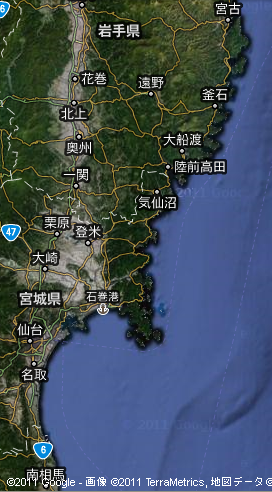 6
宮古
岩手県
花巻
遠野
釜石
北上
大船渡
奥州
陸前高田
一関
気仙沼
栗原
47
登米
大崎
宮城県
石巻港
仙台
名取
6
南相馬
©2011 Google - 画像 ©2011 TerraMetrics, 地図データ ©